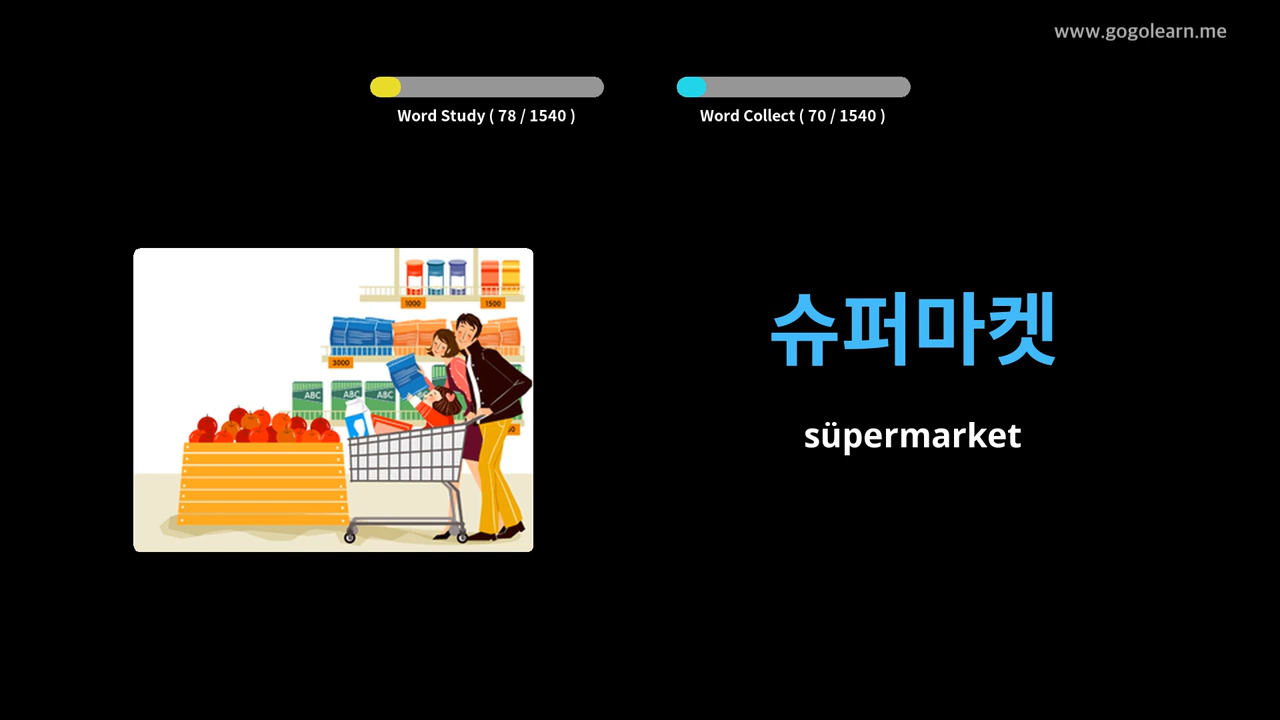 www.gogolearn.me
Word Study ( 78 / 1540 )
Word Collect ( 70 / 1540 )
1000
1500
3000
ABC
ABC
ABC
슈퍼마켓
süpermarket